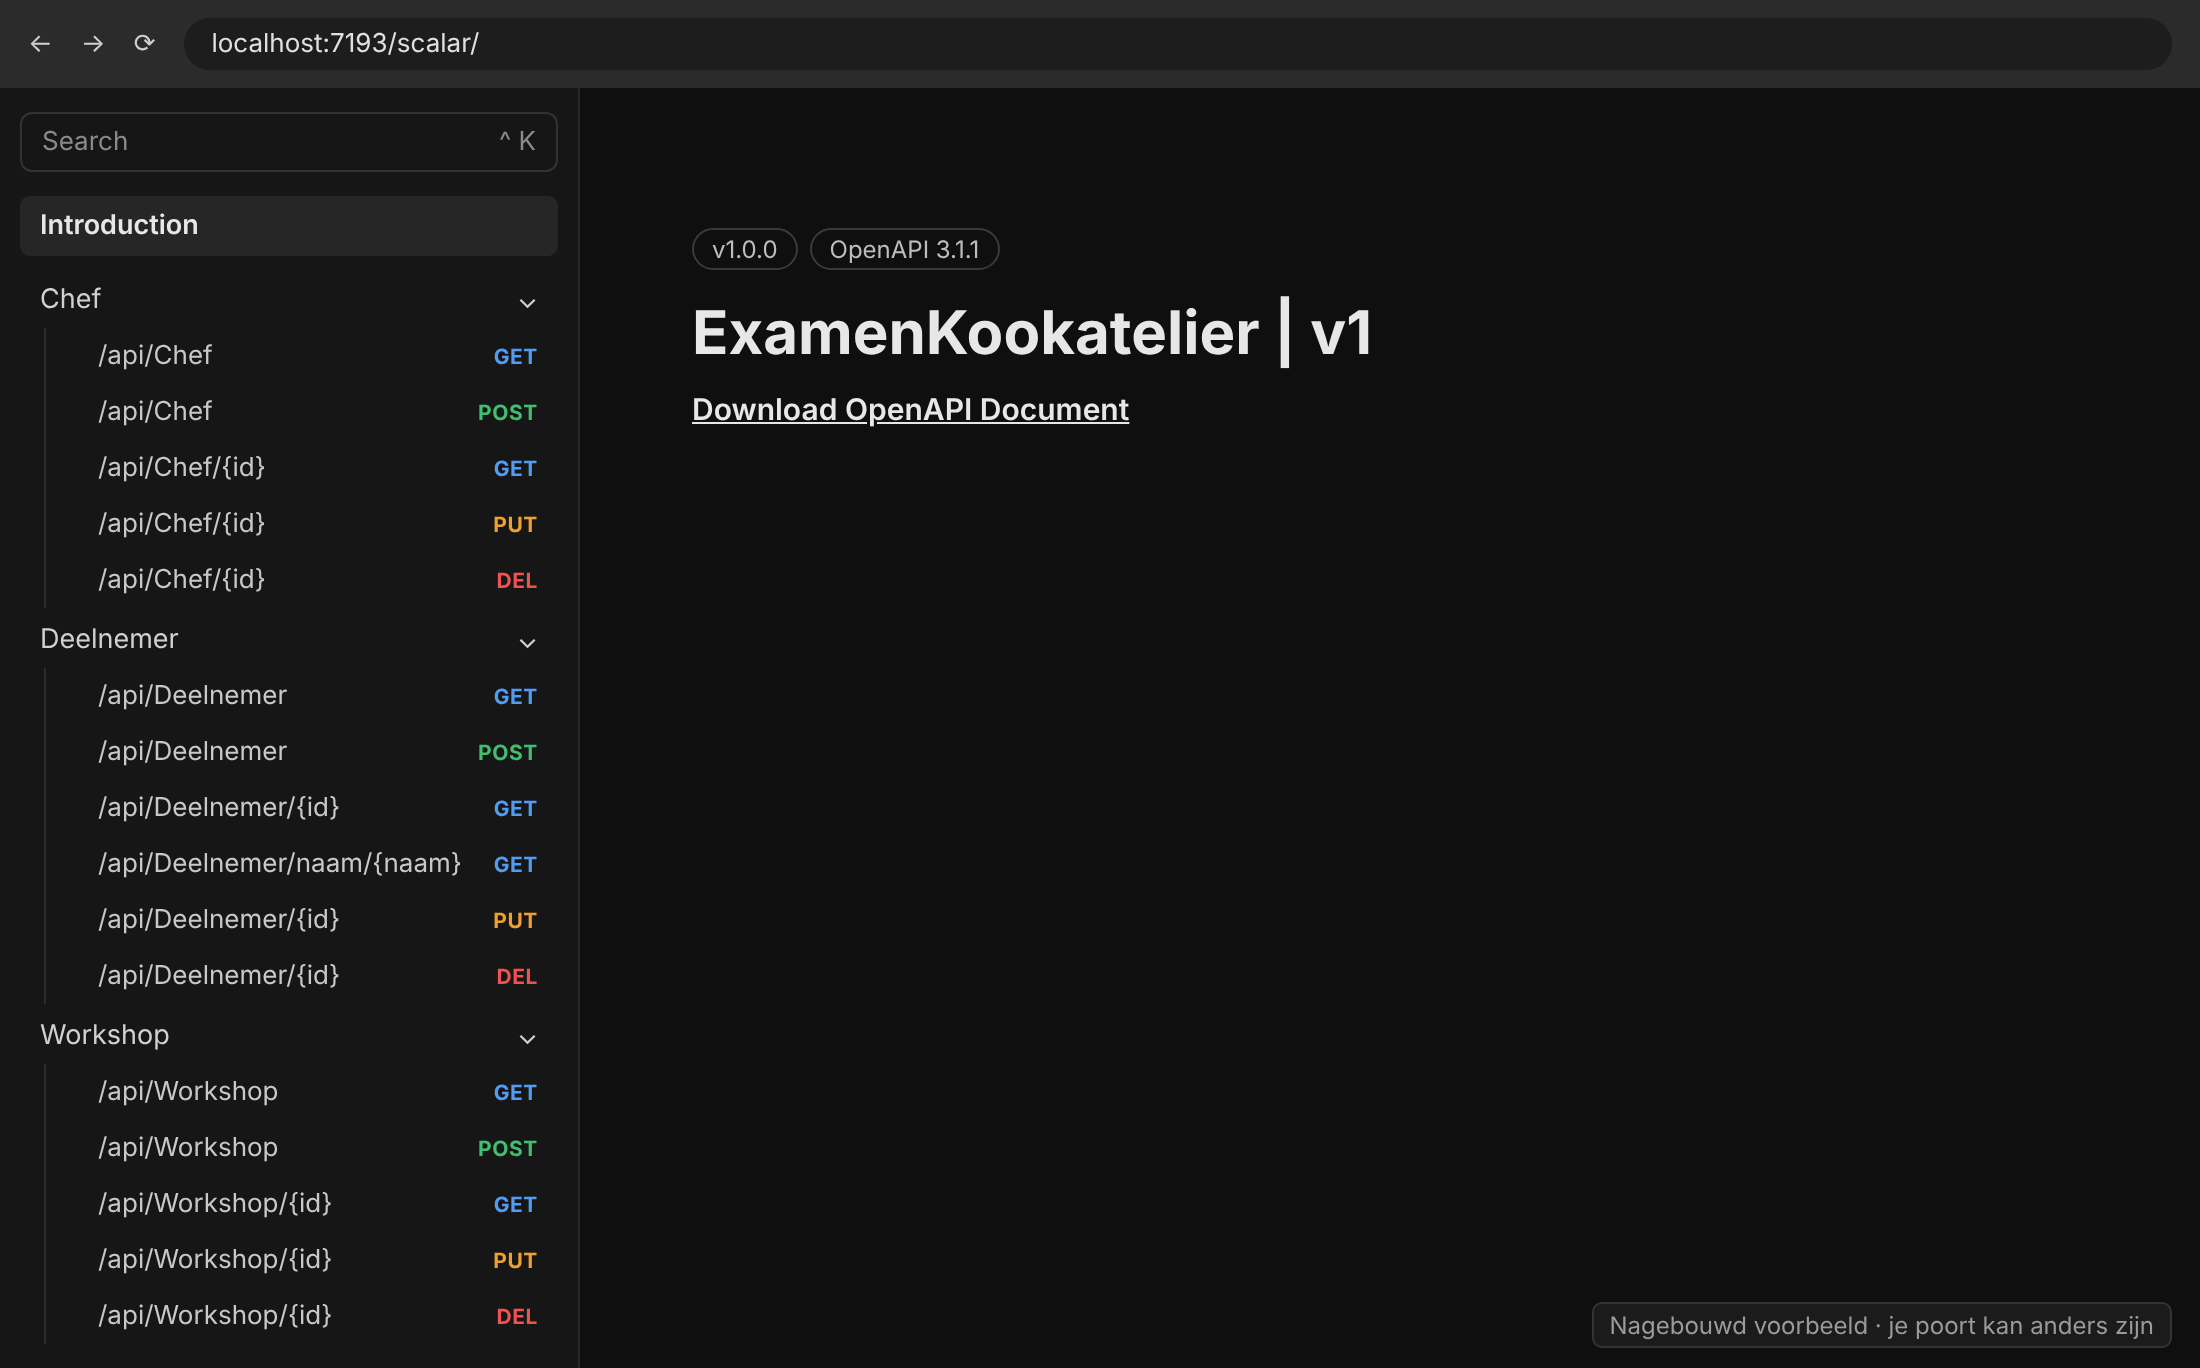 localhost:7193/scalar/
Search ^ K
Introduction
Chef
/api/Chef GET
/api/Chef POST
/api/Chef/{id} GET
/api/Chef/{id} PUT
/api/Chef/{id} DEL
Deelnemer
/api/Deelnemer GET
/api/Deelnemer POST
/api/Deelnemer/{id} GET
/api/Deelnemer/naam/{naam} GET
/api/Deelnemer/{id} PUT
/api/Deelnemer/{id} DEL
Workshop
/api/Workshop GET
/api/Workshop POST
/api/Workshop/{id} GET
/api/Workshop/{id} PUT
/api/Workshop/{id} DEL
v1.0.0 OpenAPI 3.1.1
ExamenKookatelier | v1
Download OpenAPI Document
Nagebouwd voorbeeld · je poort kan anders zijn